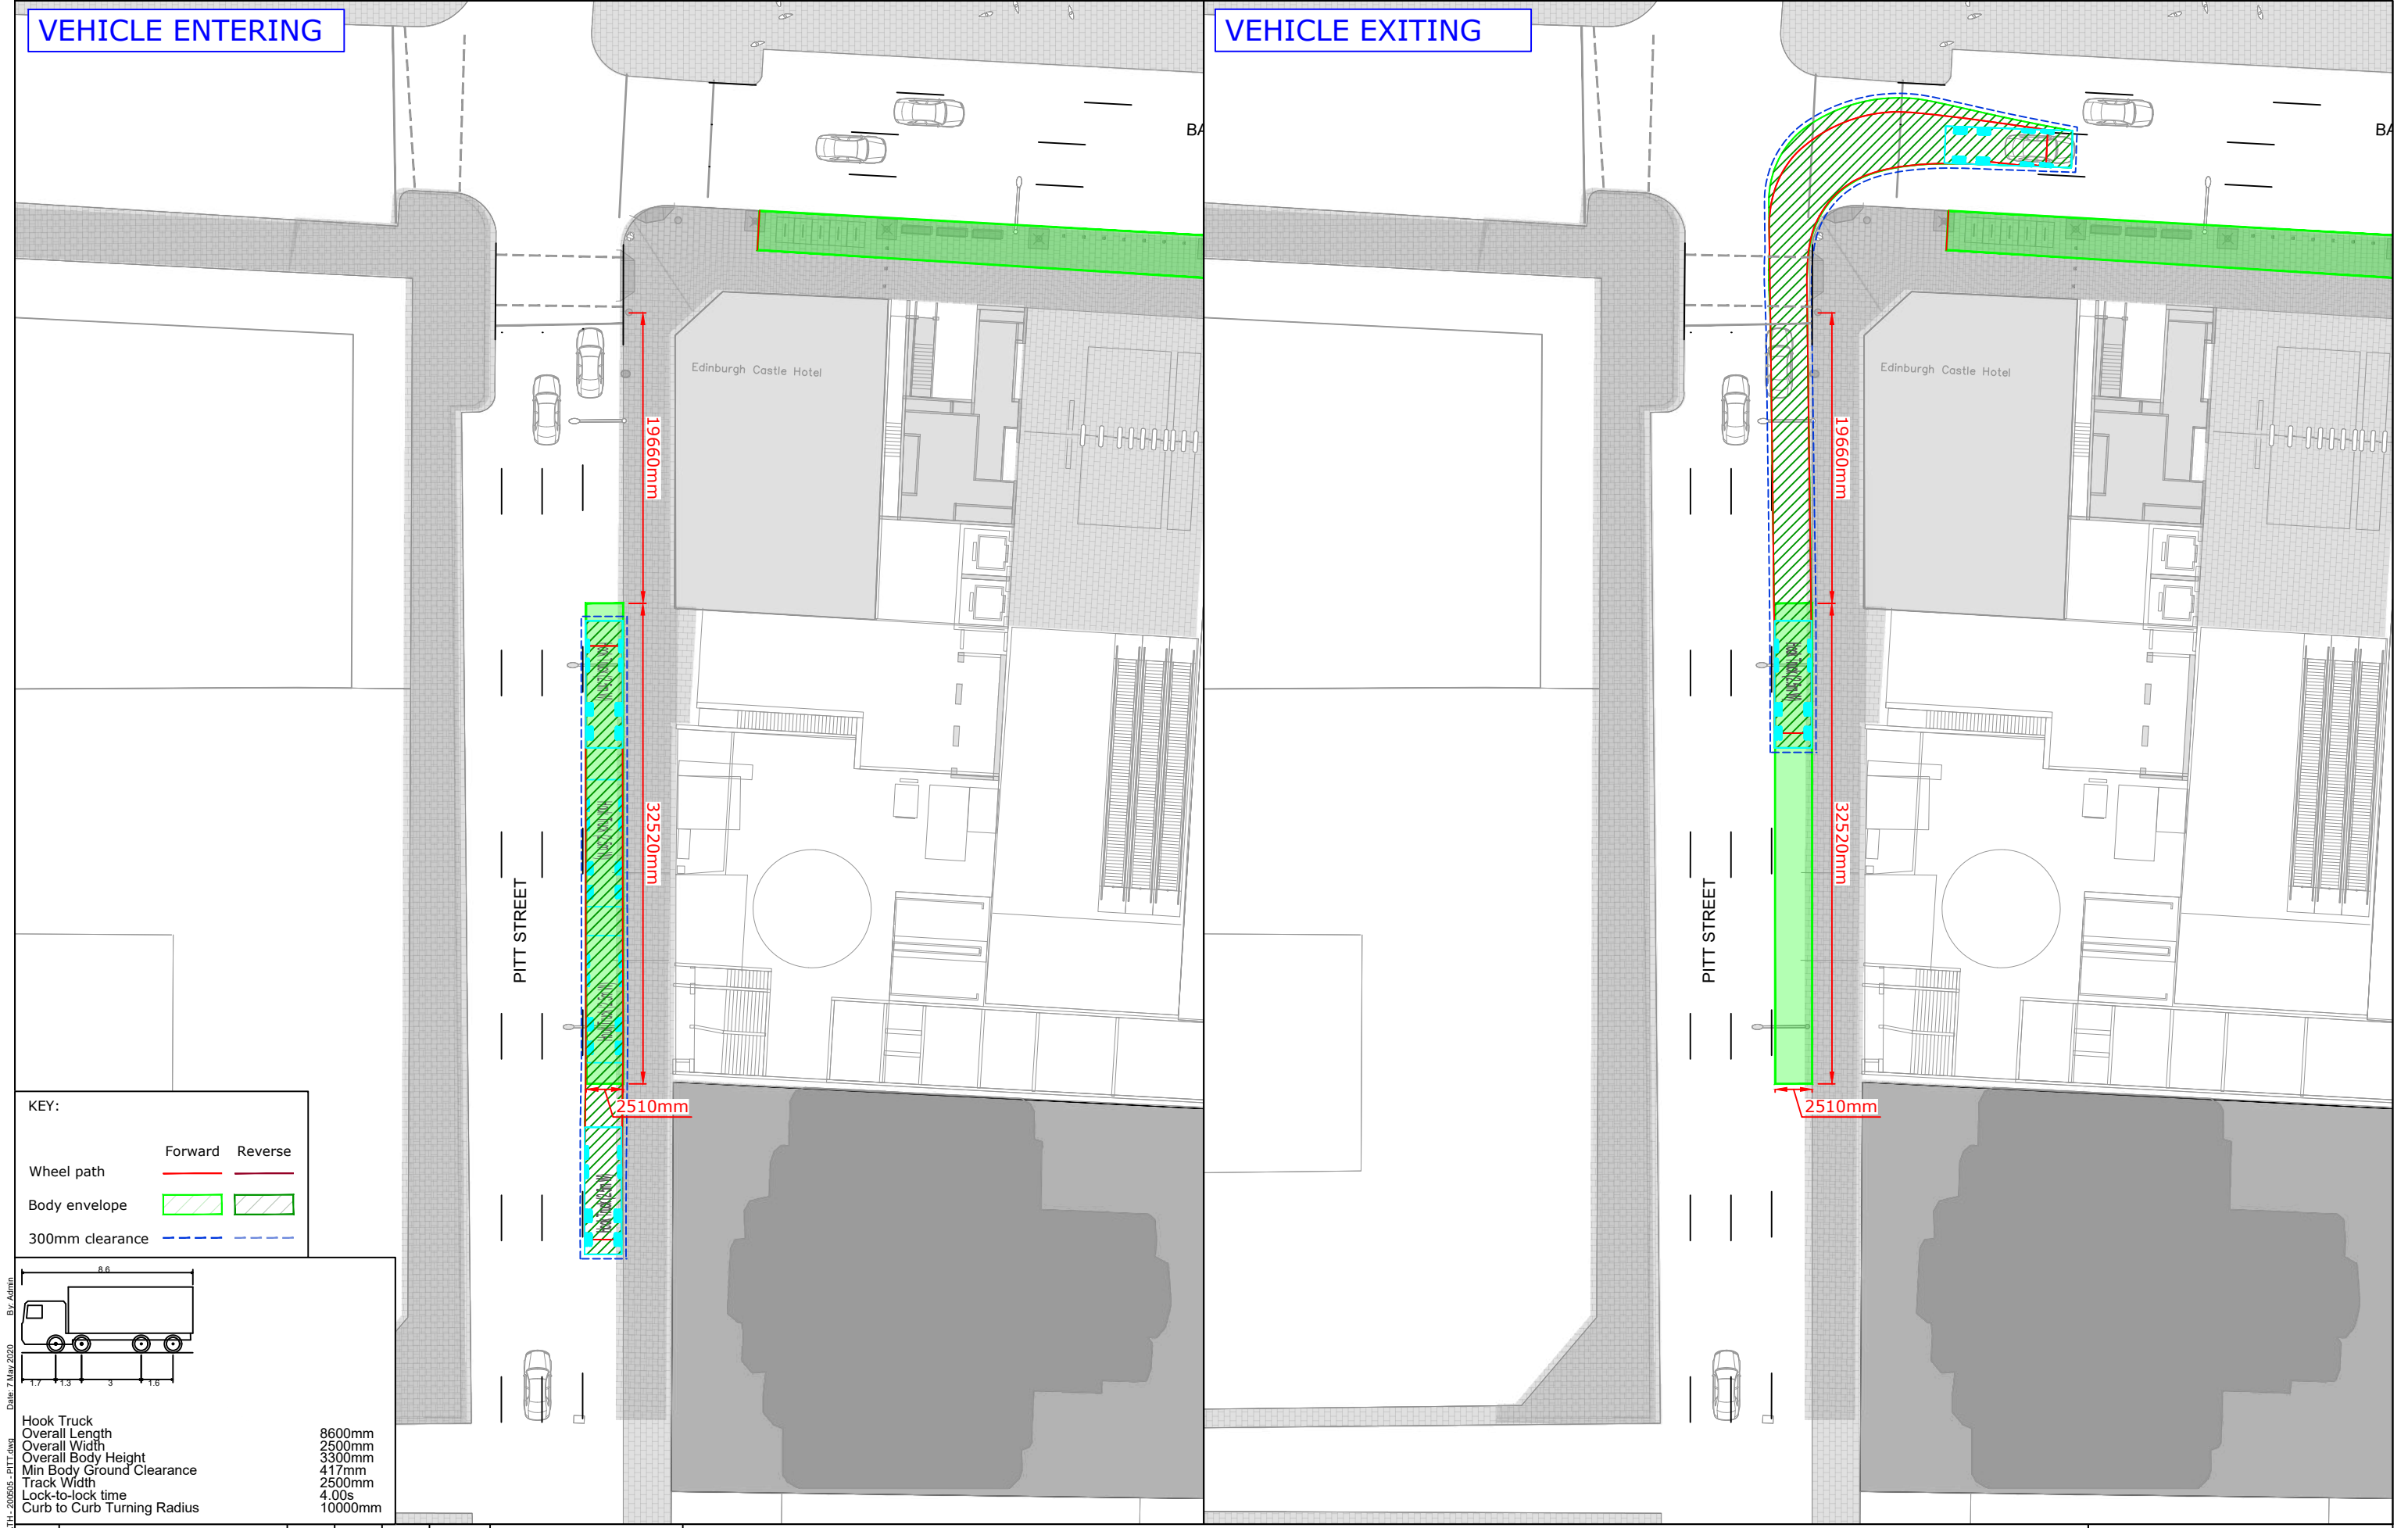 VEHICLE ENTERING
BA
Edinburgh Castle Hotel
19660mm
32520mm
PITT STREET
2510mm
KEY:
Forward Reverse
Wheel path
Body envelope
300mm clearance
8.6
1.7 1.3 3 1.6
Hook Truck
Overall Length 8600mm
Overall Width 2500mm
Overall Body Height 3300mm
Min Body Ground Clearance 417mm
Track Width 2500mm
Lock-to-lock time 4.00s
Curb to Curb Turning Radius 10000mm
TH - 200505 - PITT.dwg Date: 7 May 2020 By: Admin
VEHICLE EXITING
BA
Edinburgh Castle Hotel
19660mm
32520mm
PITT STREET
2510mm